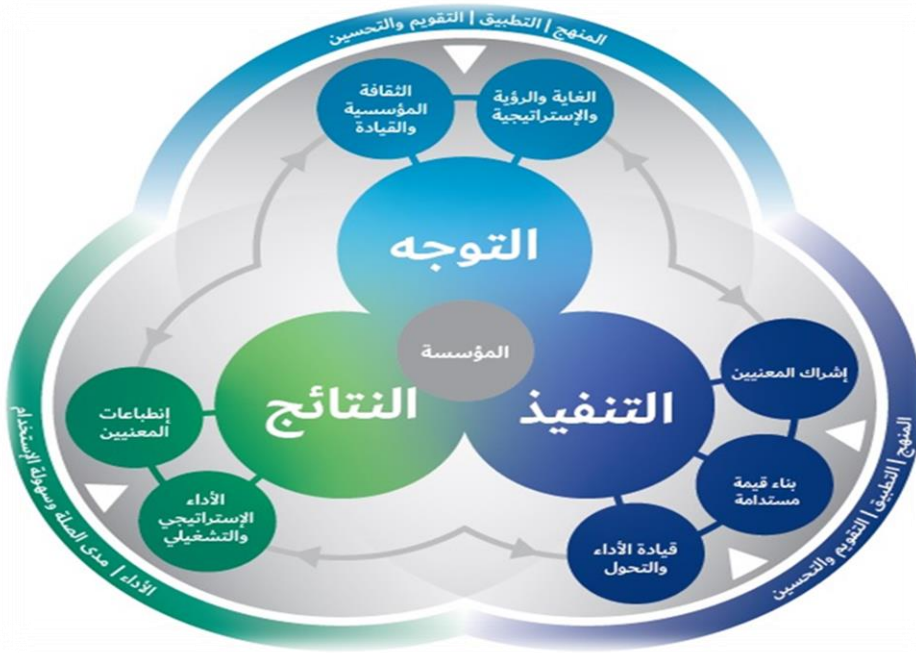 المنهج | التطبيق | التقويم والتحسين
الغاية والرؤية
والإستراتيجية
الثقافة
المؤسسية
والقيادة
التوجه
المؤسسة
التنفيذ
إشراك المعنيين
بناء قيمة
مستدامة
قيادة الأداء
والتحول
المنهج | التطبيق | التقويم والتحسين
النتائج
إنطباعات
المعنيين
الأداء
الإستراتيجي
والتشغيلي
الأداء | مدى الصلة وسهولة الإستخدام